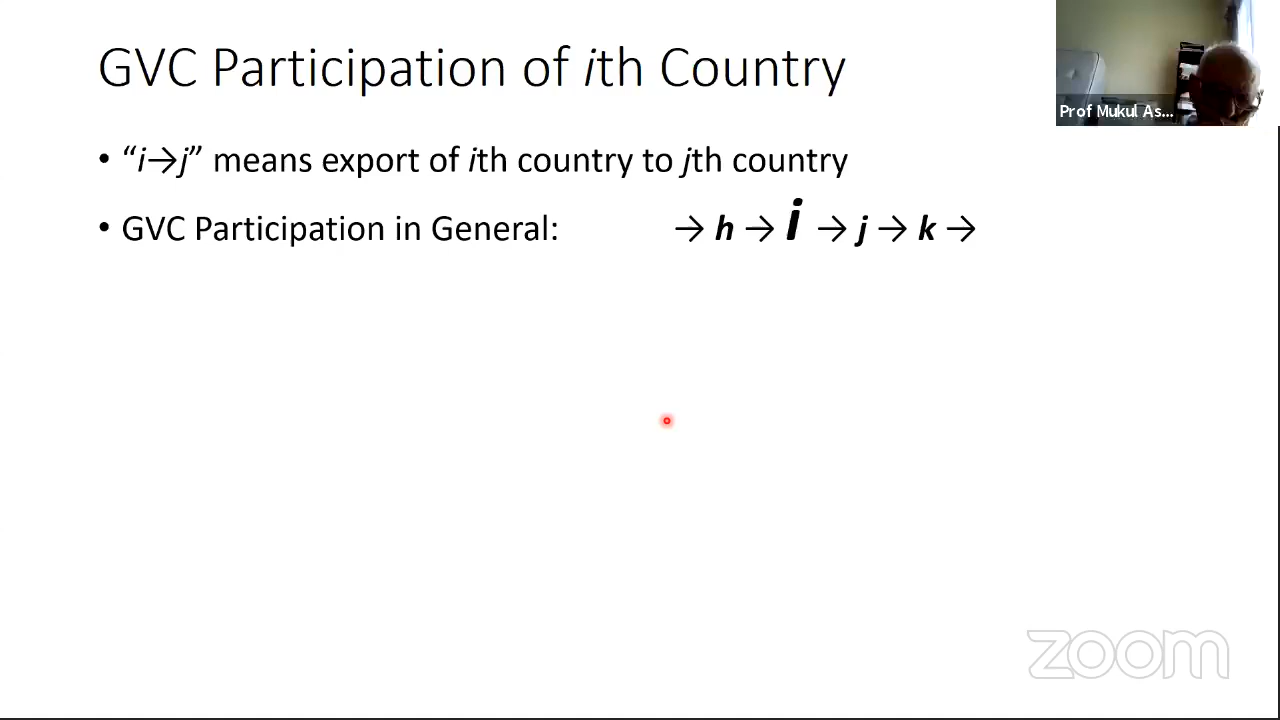 GVC Participation of ith Country
Prof Mukul As...
• “i→j” means export of ith country to jth country
• GVC Participation in General: → h → i → j → k →
zoom